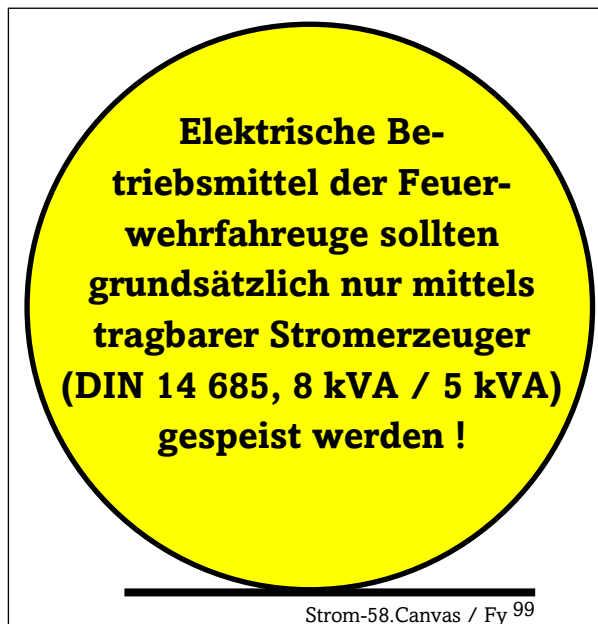 Elektrische Be-
triebsmittel der Feuer-
wehrfahreuge sollten
grundsätzlich nur mittels
tragbarer Stromerzeuger
(DIN 14 685, 8 kVA / 5 kVA)
gespeist werden !
Strom-58.Canvas / Fy 99